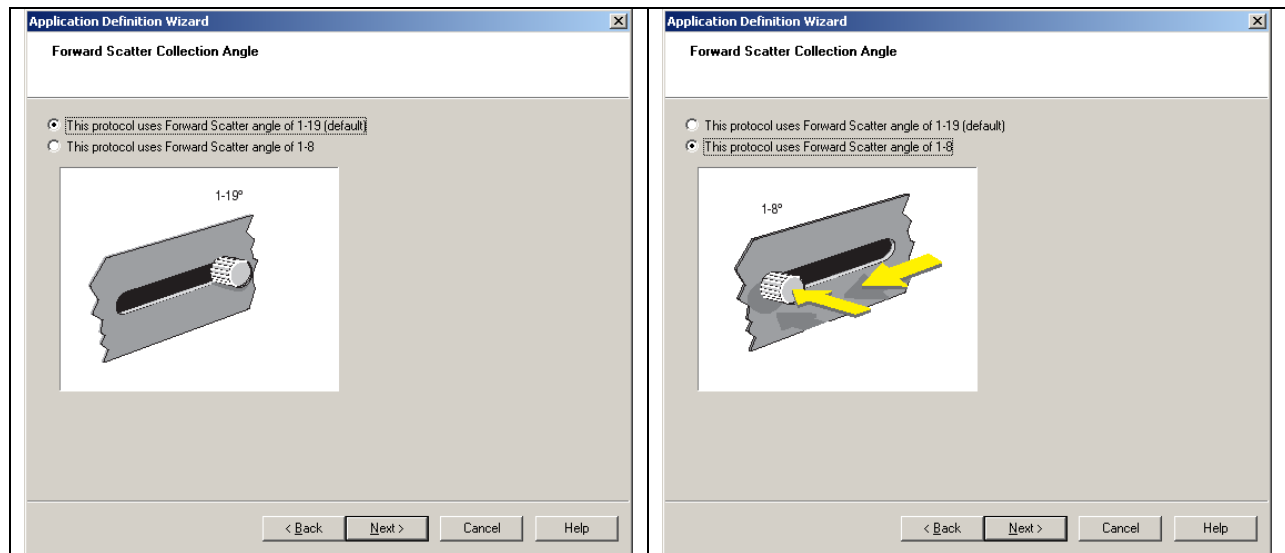 Application Definition Wizard
Forward Scatter Collection Angle
This protocol uses Forward Scatter angle of 1-19 (default)
This protocol uses Forward Scatter angle of 1-8
1-19°
< Back
Next >
Cancel
Help
Application Definition Wizard
Forward Scatter Collection Angle
This protocol uses Forward Scatter angle of 1-19 (default)
This protocol uses Forward Scatter angle of 1-8
1-8°
< Back
Next >
Cancel
Help